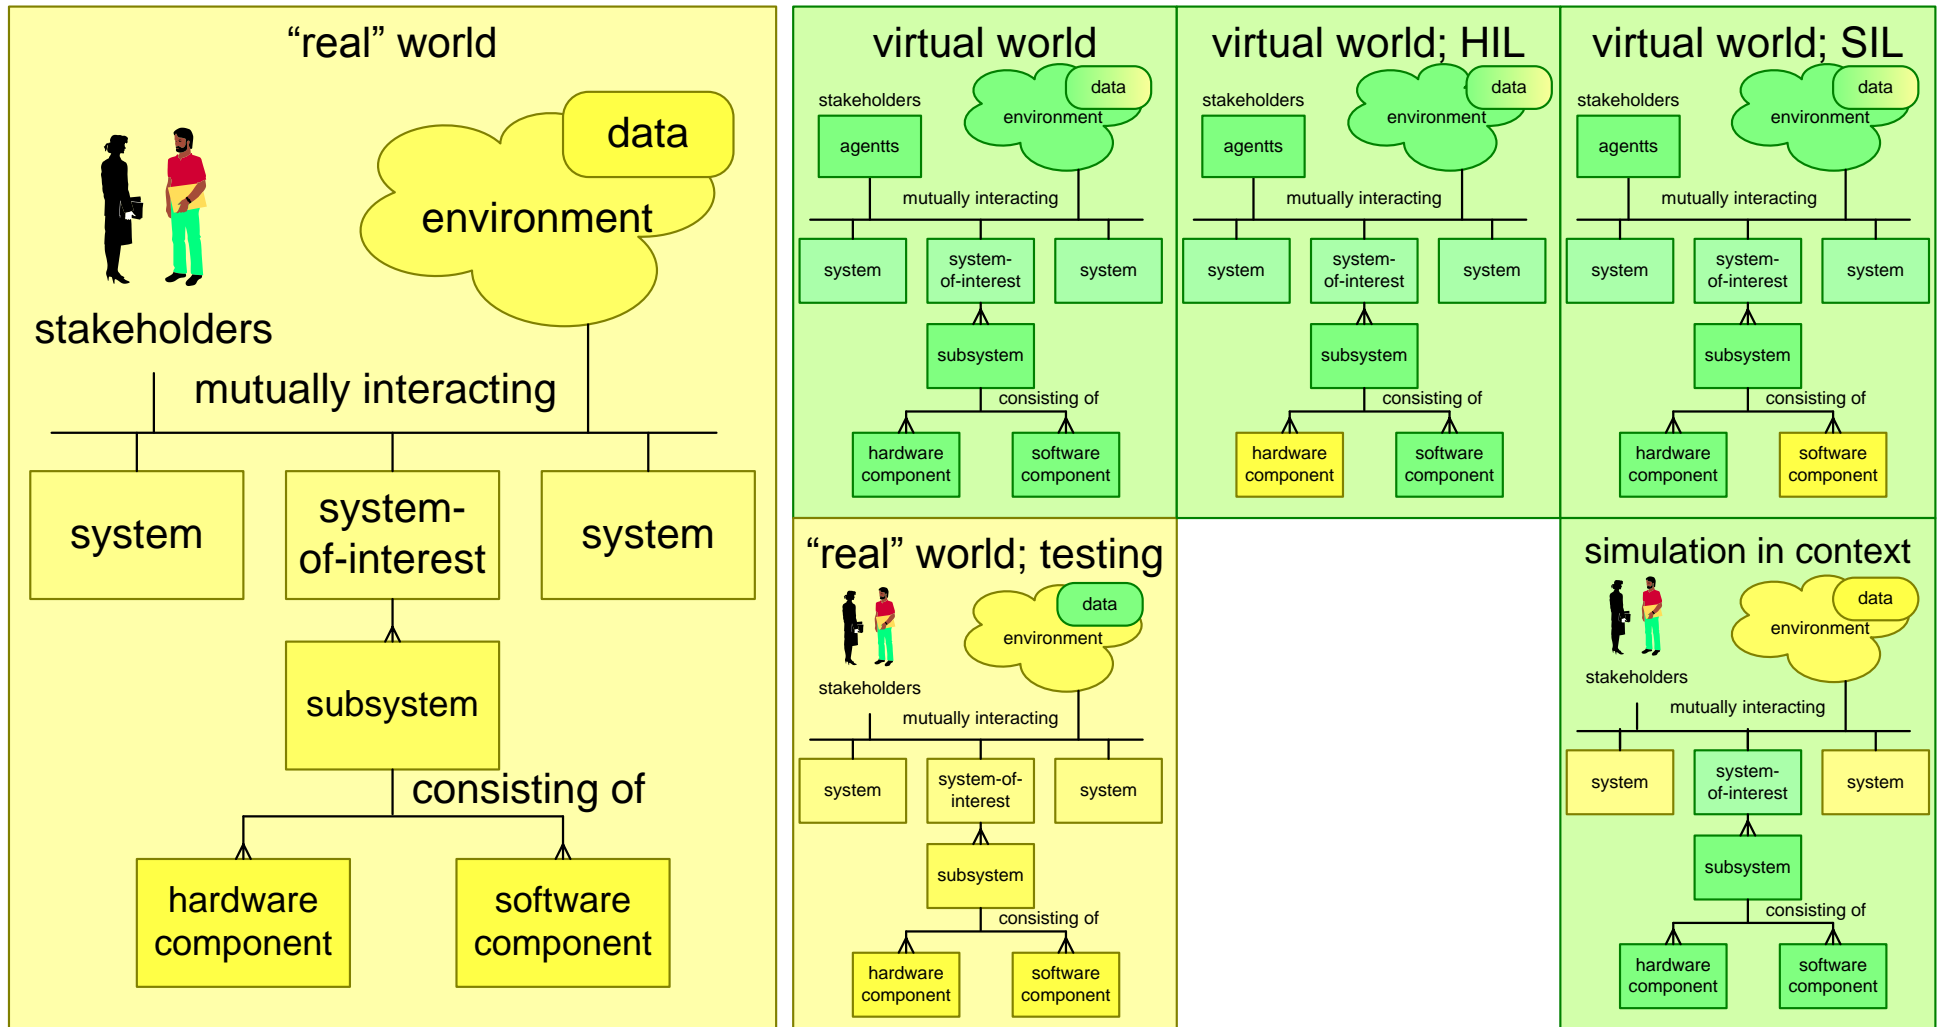 “real” world
data
environment
stakeholders
mutually interacting
system
system-
of-interest
system
subsystem
consisting of
hardware
component
software
component
virtual world
data
stakeholders
environment
agentts
mutually interacting
system
system-
of-interest
system
subsystem
consisting of
hardware
component
software
component
virtual world; HIL
data
stakeholders
environment
agentts
mutually interacting
system
system-
of-interest
system
subsystem
consisting of
hardware
component
software
component
virtual world; SIL
data
stakeholders
environment
agentts
mutually interacting
system
system-
of-interest
system
subsystem
consisting of
hardware
component
software
component
“real” world; testing
data
environment
stakeholders
mutually interacting
system
system-of-
interest
system
subsystem
consisting of
hardware
component
software
component
simulation in context
data
environment
stakeholders
mutually interacting
system
system-
of-interest
system
subsystem
consisting of
hardware
component
software
component